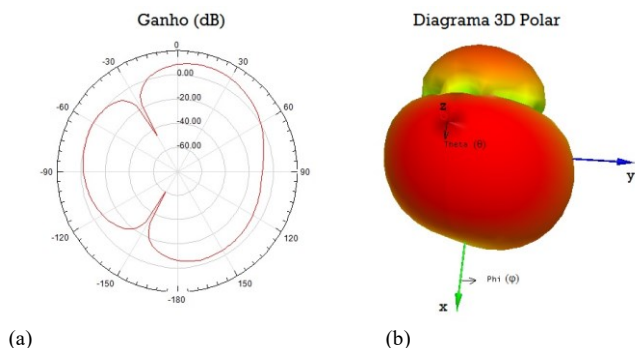 Ganho (dB)
0
-30
30
0.00
-20.00
-60
60
-40.00
-60.00
-90
90
-120
120
-150
150
-180
(a)
Diagrama 3D Polar
z
Theta (θ)
y
Phi (φ)
x
(b)